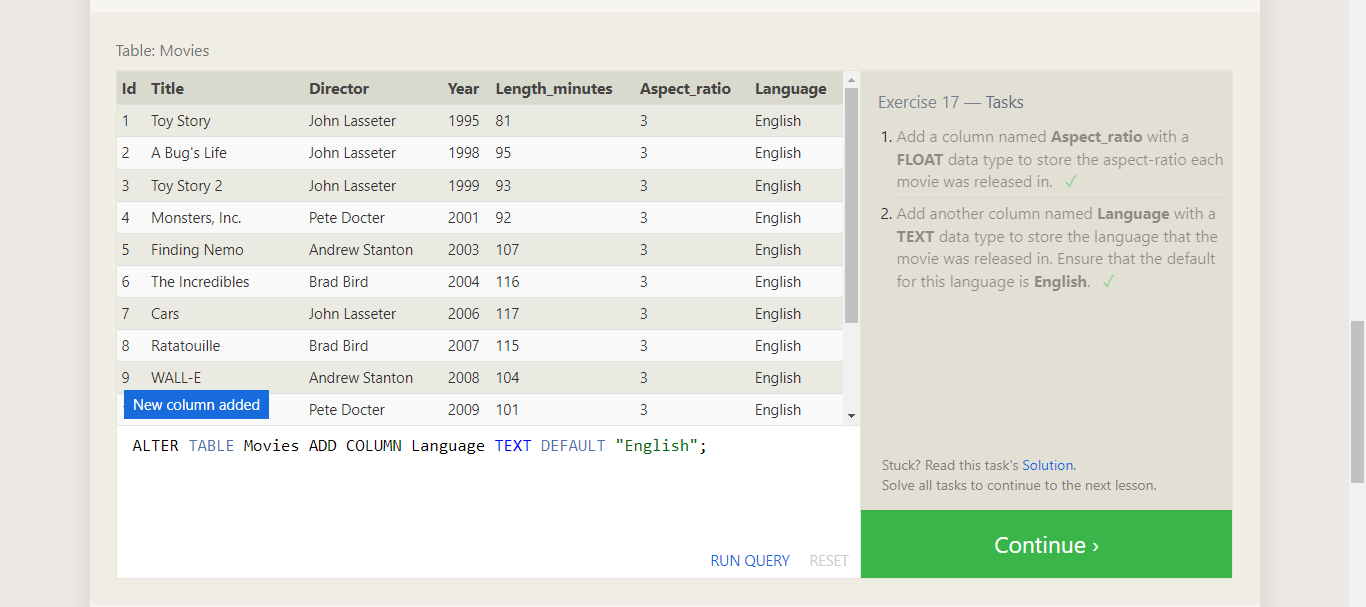 Table: Movies
Id Title Director Year Length_minutes Aspect_ratio Language
1 Toy Story John Lasseter 1995 81 3 English
2 A Bug's Life John Lasseter 1998 95 3 English
3 Toy Story 2 John Lasseter 1999 93 3 English
4 Monsters, Inc. Pete Docter 2001 92 3 English
5 Finding Nemo Andrew Stanton 2003 107 3 English
6 The Incredibles Brad Bird 2004 116 3 English
7 Cars John Lasseter 2006 117 3 English
8 Ratatouille Brad Bird 2007 115 3 English
9 WALL-E Andrew Stanton 2008 104 3 English
Pete Docter 2009 101 3 English
New column added
ALTER TABLE Movies ADD COLUMN Language TEXT DEFAULT "English";
RUN QUERY RESET
Exercise 17 — Tasks
1. Add a column named Aspect_ratio with a
FLOAT data type to store the aspect-ratio each
movie was released in. ✓
2. Add another column named Language with a
TEXT data type to store the language that the
movie was released in. Ensure that the default
for this language is English. ✓
Stuck? Read this task's Solution.
Solve all tasks to continue to the next lesson.
Continue ›